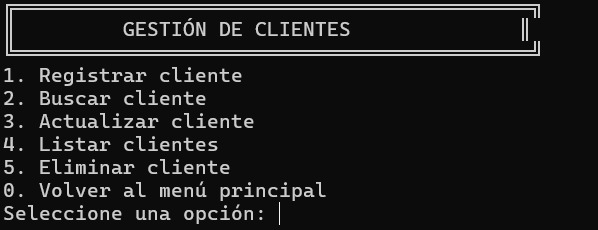 GESTIÓN DE CLIENTES
1. Registrar cliente
2. Buscar cliente
3. Actualizar cliente
4. Listar clientes
5. Eliminar cliente
0. Volver al menú principal
Seleccione una opción: